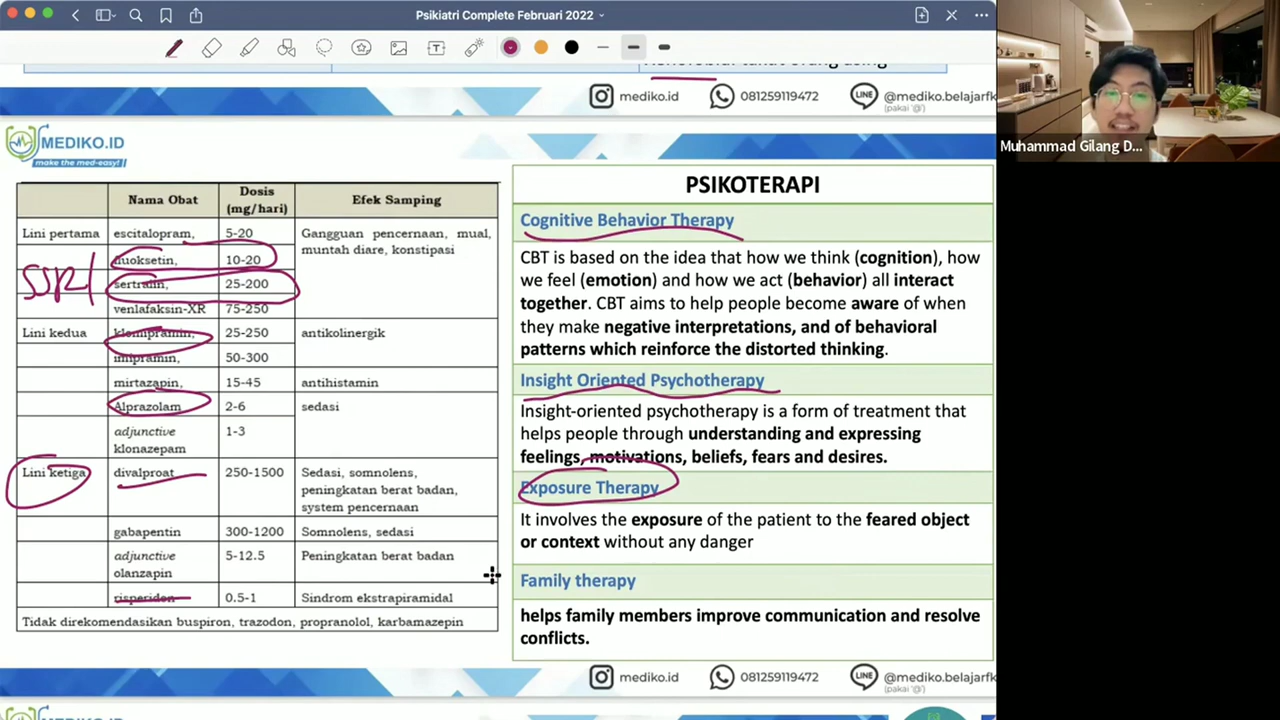 Psikiatri Complete Februari 2022
mediko.id
081259119472
@mediko.belajarfk
(pakai '@')
MEDIKO.ID
make the med-easy!
Nama Obat
Dosis
(mg/hari)
Efek Samping
Lini pertama
escitalopram,
5-20
Gangguan pencernaan, mual,
muntah diare, konstipasi
10-20
SSRI
sertralin,
25-200
venlafaksin-XR
75-250
Lini kedua
klomipramin,
25-250
antikolinergik
imipramin,
50-300
mirtazapin,
15-45
antihistamin
Alprazolam
2-6
sedasi
adjunctive
klonazepam
1-3
Lini ketiga
divalproat
250-1500
Sedasi, somnolens,
peningkatan berat badan,
system pencernaan
gabapentin
300-1200
Somnolens, sedasi
adjunctive
olanzapin
5-12.5
Peningkatan berat badan
risperidon
0.5-1
Sindrom ekstrapiramidal
Tidak direkomendasikan buspiron, trazodon, propranolol, karbamazepin
PSIKOTERAPI
Cognitive Behavior Therapy
CBT is based on the idea that how we think (cognition), how
we feel (emotion) and how we act (behavior) all interact
together. CBT aims to help people become aware of when
they make negative interpretations, and of behavioral
patterns which reinforce the distorted thinking.
Insight Oriented Psychotherapy
Insight-oriented psychotherapy is a form of treatment that
helps people through understanding and expressing
feelings, motivations, beliefs, fears and desires.
Exposure Therapy
It involves the exposure of the patient to the feared object
or context without any danger
Family therapy
helps family members improve communication and resolve
conflicts.
mediko.id
081259119472
@mediko.belajarfk
(pakai '@')
MEDIKO.ID
Muhammad Gilang D...